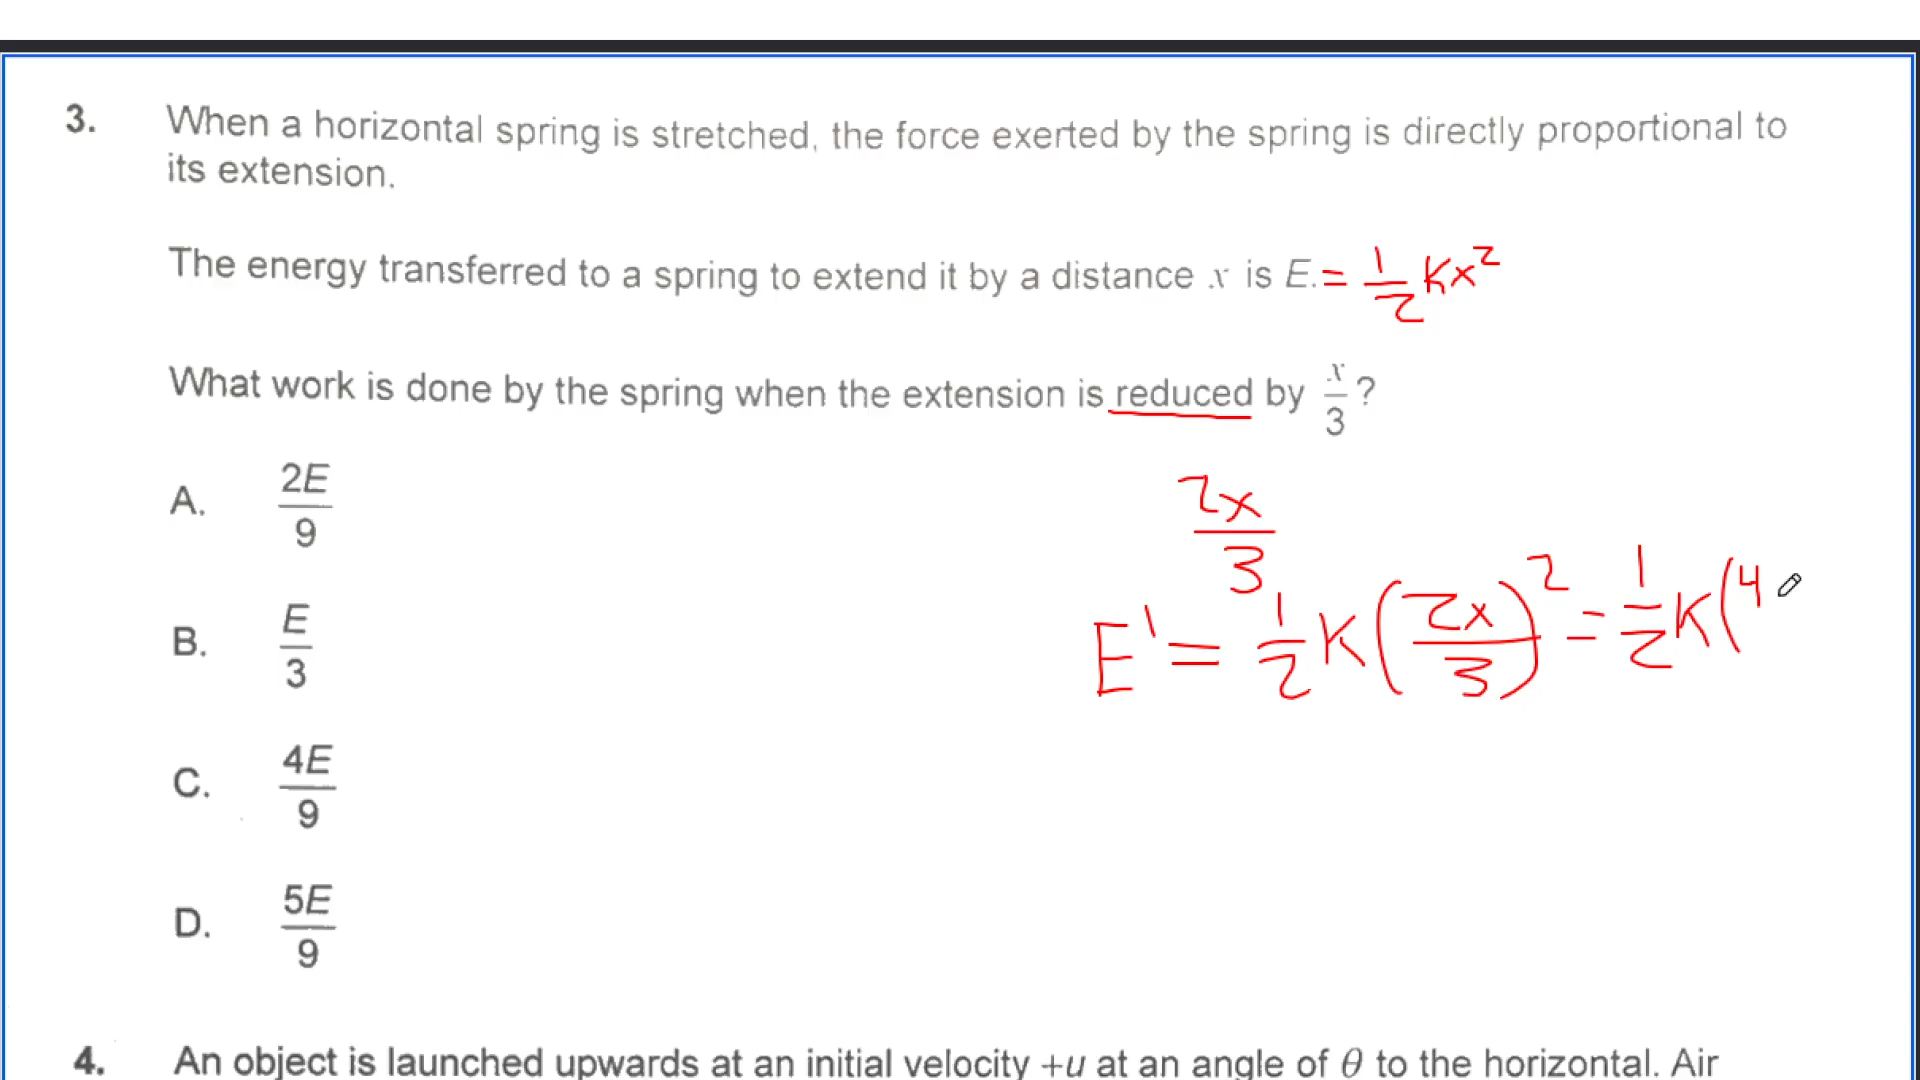 3. When a horizontal spring is stretched, the force exerted by the spring is directly proportional to
its extension.
The energy transferred to a spring to extend it by a distance x is E. = 1/2 Kx²
What work is done by the spring when the extension is reduced by x/3?
A. 2E/9
2x/3
B. E/3
E' = 1/2 K(2x/3)² = 1/2 K(4
C. 4E/9
D. 5E/9
4. An object is launched upwards at an initial velocity +u at an angle of θ to the horizontal. Air